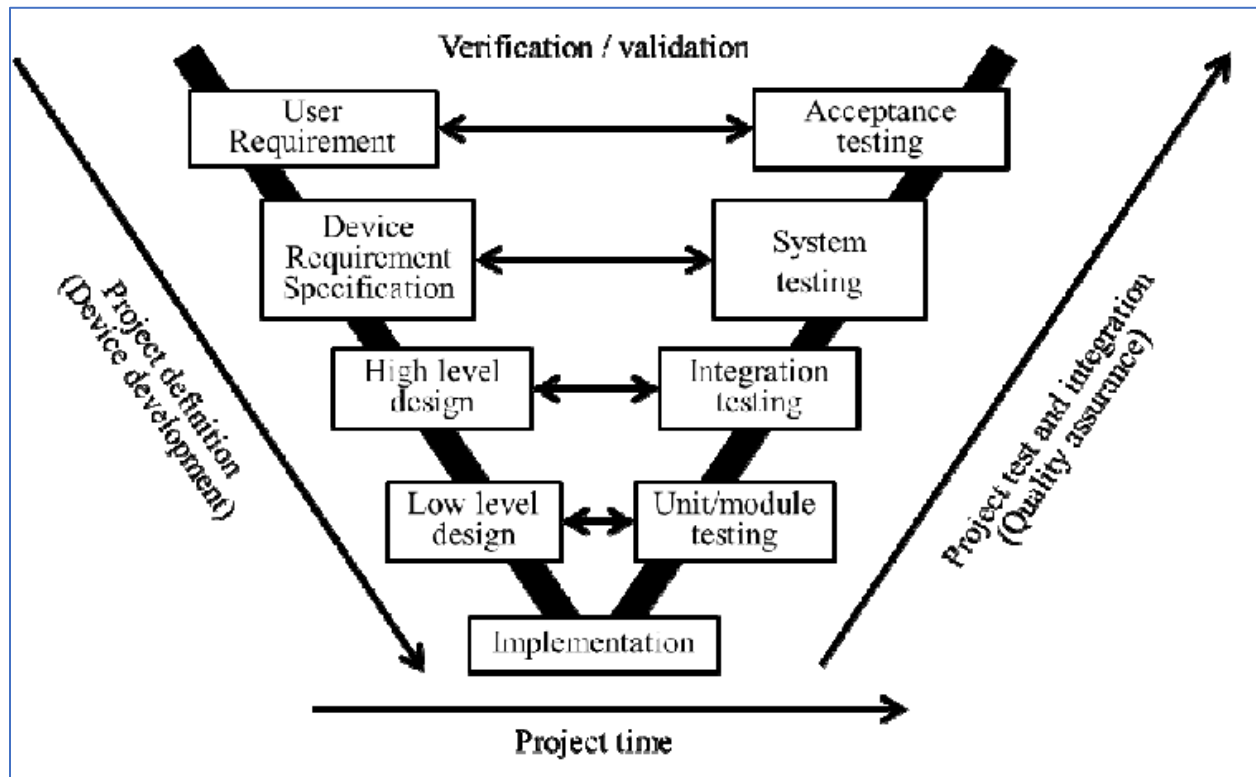 Verification / validation
User
Requirement
Acceptance
testing
Device
Requirement
Specification
System
testing
Project definition
(Device development)
High level
design
Integration
testing
Project test and integration
(Quality assurance)
Low level
design
Unit/module
testing
Implementation
Project time